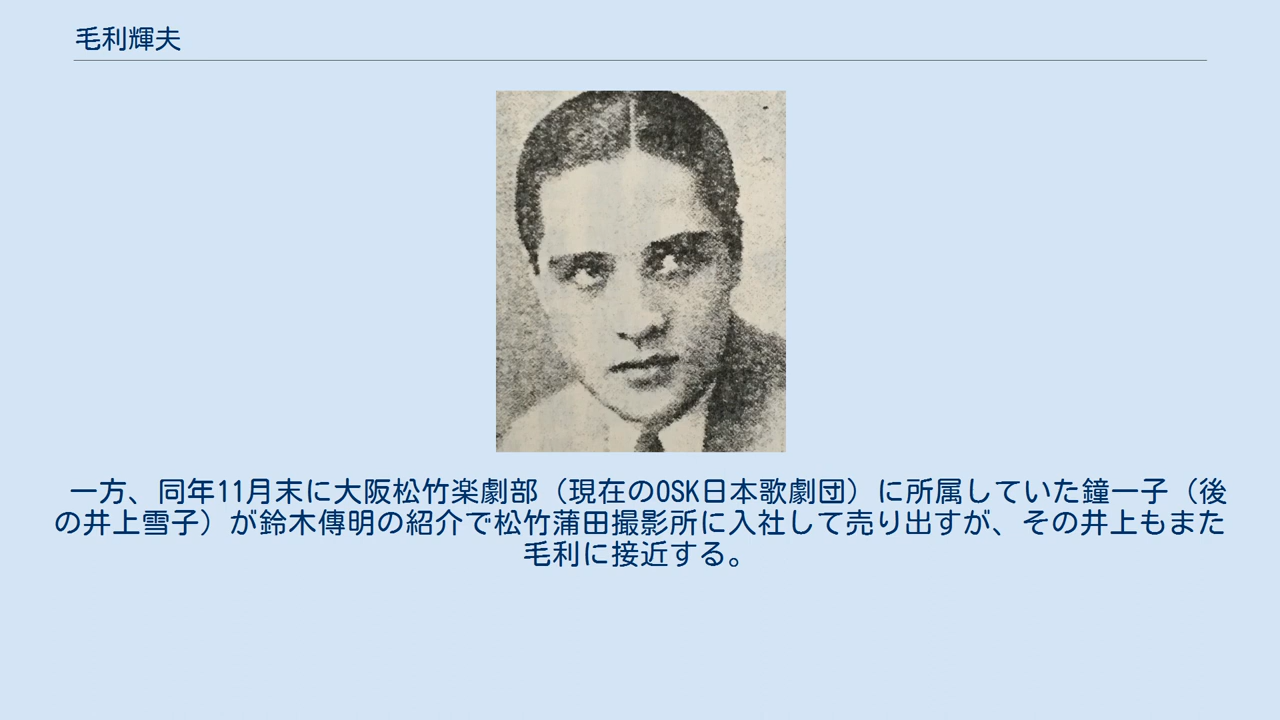 毛利輝夫
一方、同年11月末に大阪松竹楽劇部（現在のOSK日本歌劇団）に所属していた鐘一子（後
の井上雪子）が鈴木傳明の紹介で松竹蒲田撮影所に入社して売り出すが、その井上もまた
毛利に接近する。